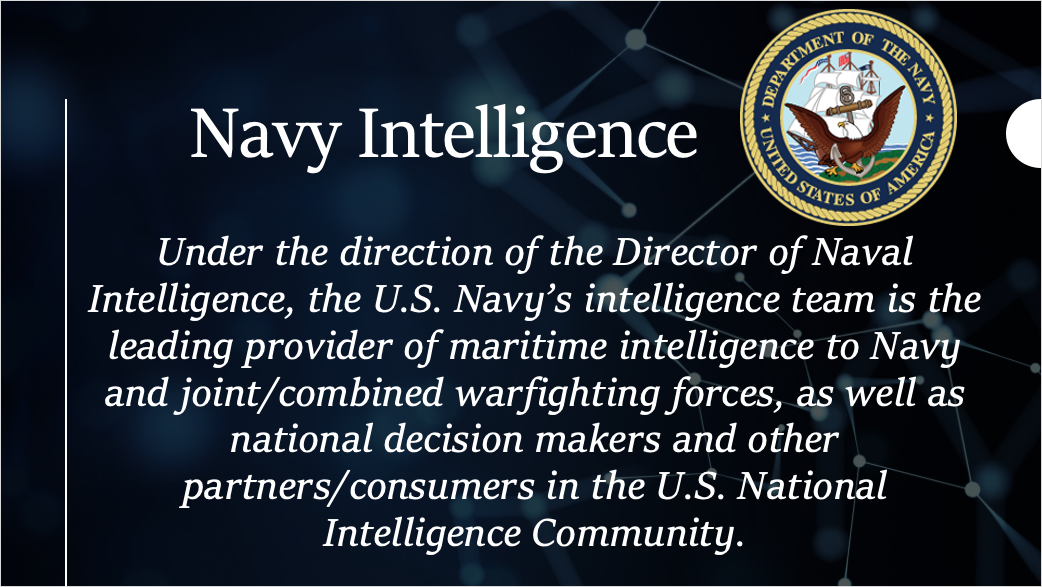 Navy Intelligence
DEPARTMENT OF THE NAVY
UNITED STATES OF AMERICA
Under the direction of the Director of Naval
Intelligence, the U.S. Navy’s intelligence team is the
leading provider of maritime intelligence to Navy
and joint/combined warfighting forces, as well as
national decision makers and other
partners/consumers in the U.S. National
Intelligence Community.